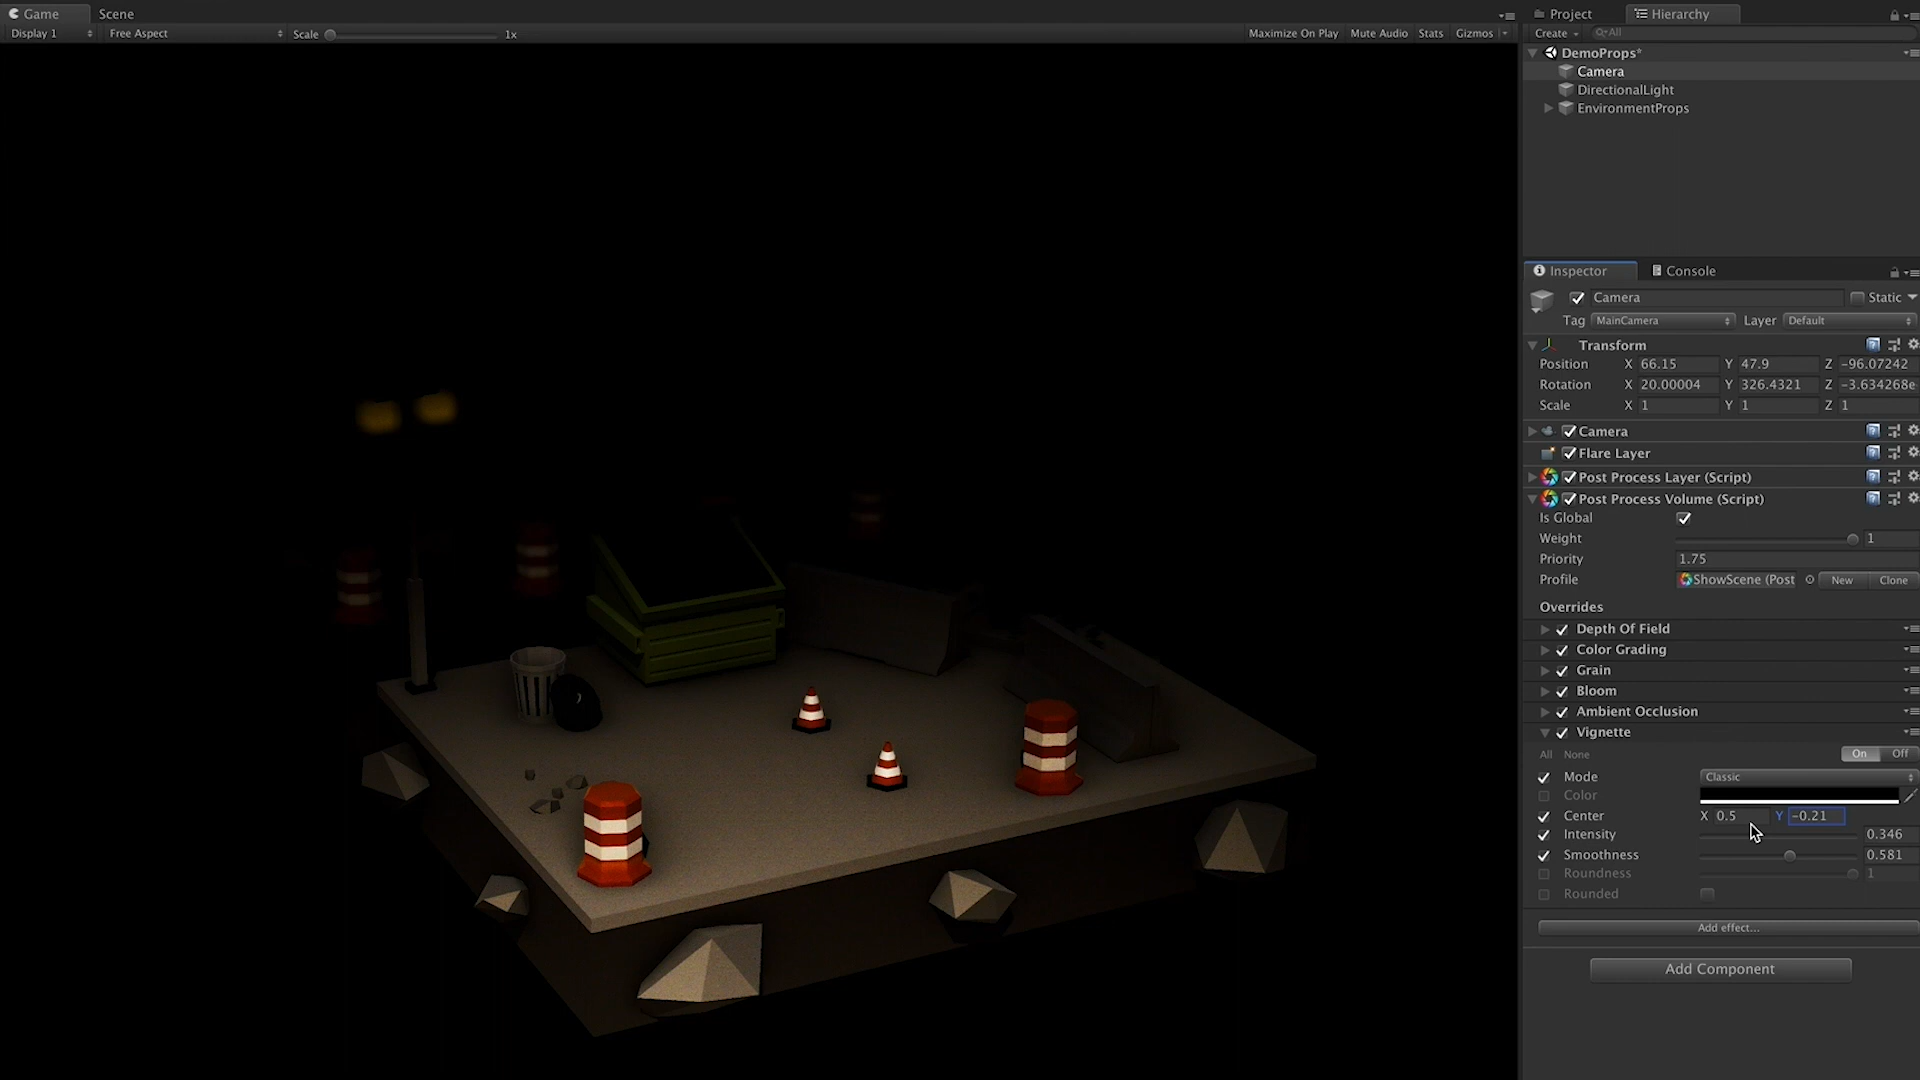 Game Scene
Display 1 Free Aspect Scale 1x Maximize On Play Mute Audio Stats Gizmos
Project Hierarchy
Create All
DemoProps*
Camera
DirectionalLight
EnvironmentProps
Inspector Console
Camera Static
Tag MainCamera Layer Default
Transform
Position X 66.15 Y 47.9 Z -96.07242
Rotation X 20.00004 Y 326.4321 Z -3.634268e
Scale X 1 Y 1 Z 1
Camera
Flare Layer
Post Process Layer (Script)
Post Process Volume (Script)
Is Global
Weight 1
Priority 1.75
Profile ShowScene (Post New Clone
Overrides
Depth Of Field
Color Grading
Grain
Bloom
Ambient Occlusion
Vignette
All None On Off
Mode Classic
Color
Center X 0.5 Y -0.21
Intensity 0.346
Smoothness 0.581
Roundness 1
Rounded
Add effect...
Add Component